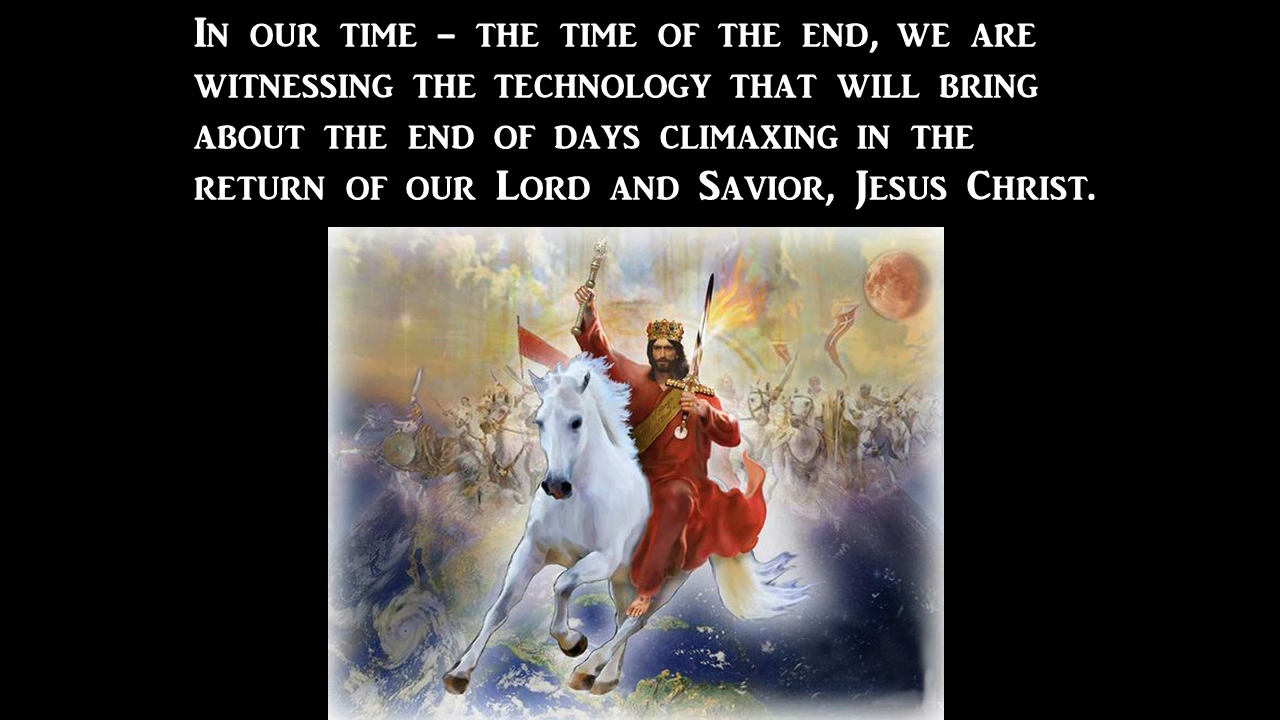 In our time – the time of the end, we are
witnessing the technology that will bring
about the end of days climaxing in the
return of our Lord and Savior, Jesus Christ.